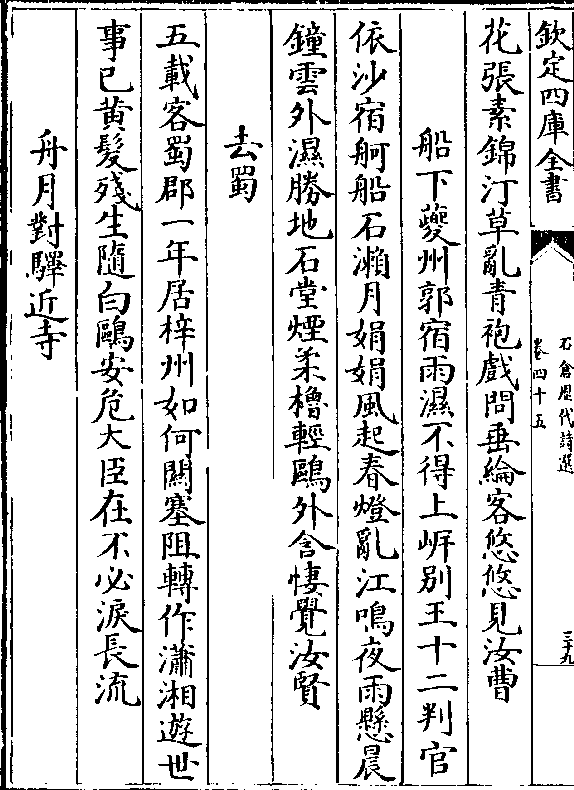 欽定四庫全書
石倉歷代詩選
卷四十五
三十九
花張素錦汀草亂青袍戲問垂綸客悠悠見汝曹
船下夔州郭宿雨濕不得上岸别王十二判官
依沙宿舸船石瀨月娟娟風起春燈亂江鳴夜雨懸晨
鐘雲外濕勝地石堂煙柔櫓輕鷗外含悽覺汝賢
去蜀
五載客蜀郡一年居梓州如何關塞阻轉作瀟湘遊世
事已黄髮殘生隨白鷗安危大臣在不必淚長流
舟月對驛近寺